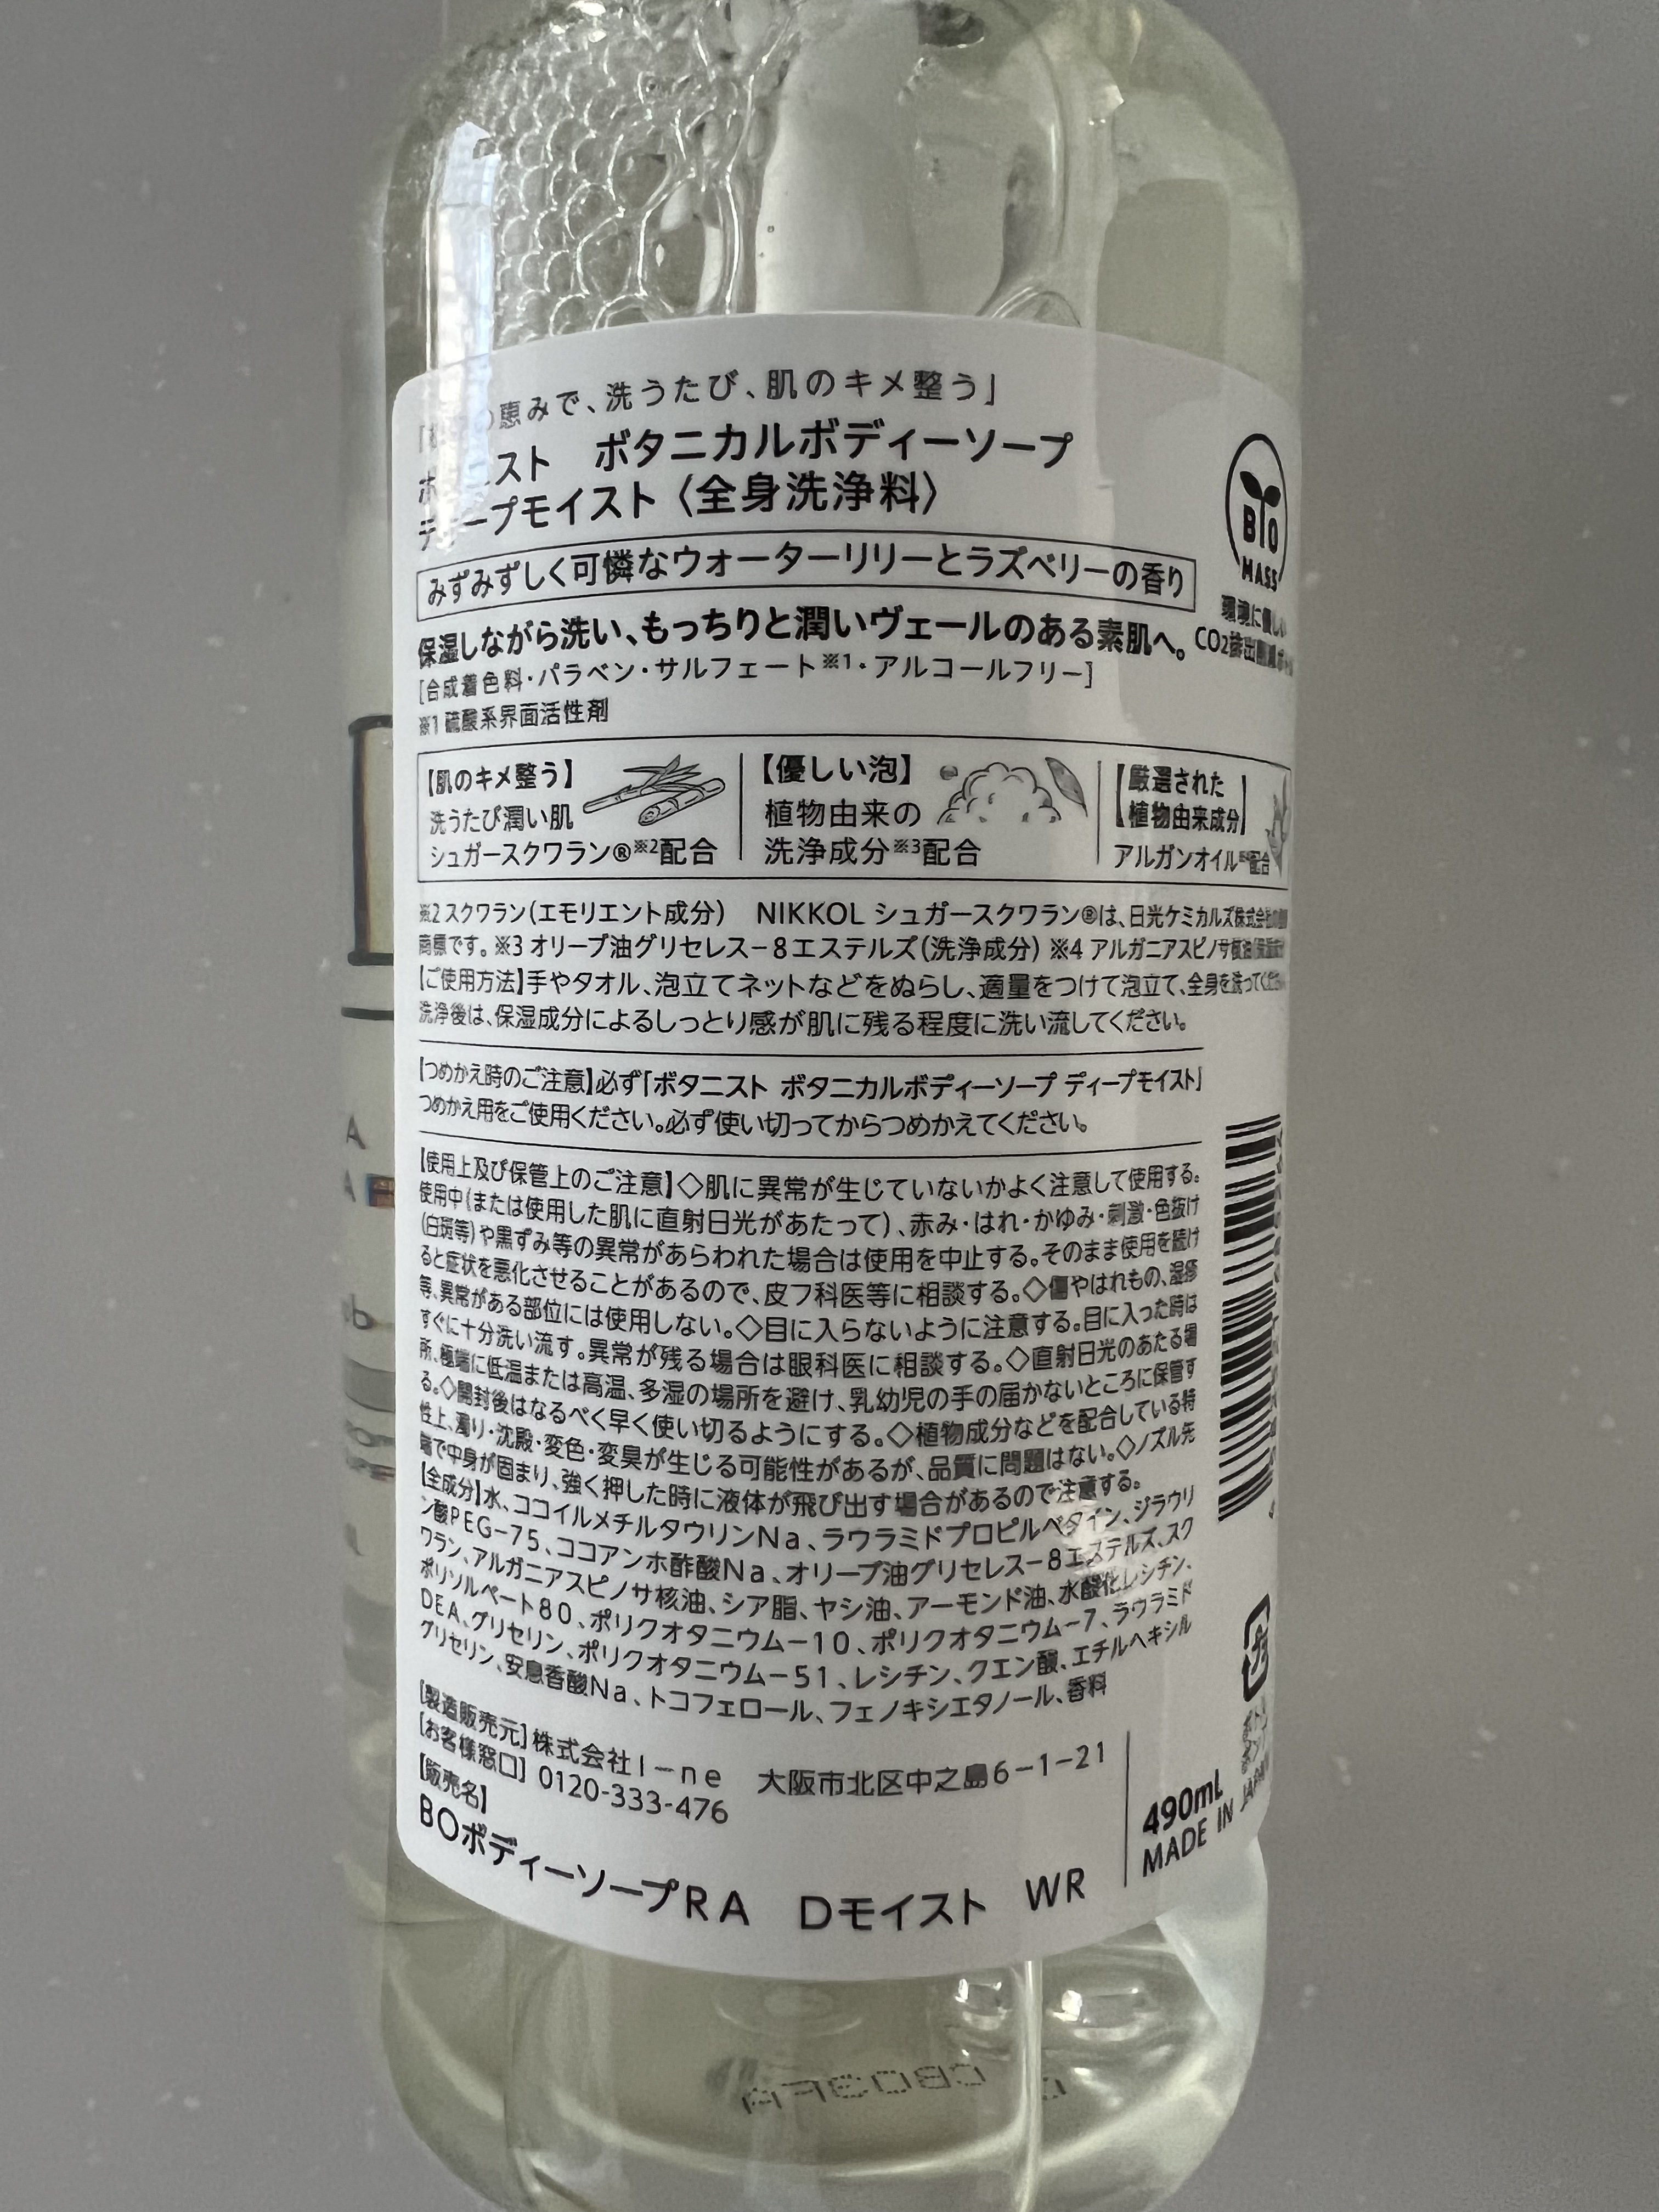 恵みで、洗うたび、肌のキメ整う」
スト ボタニカルボディーソープ
ディープモイスト〈全身洗浄料〉
みずみずしく可憐なウォーターリリーとラズベリーの香り
保湿しながら洗い、もっちりと潤いヴェールのある素肌へ。
[合成着色料・パラベン・サルフェート※1・アルコールフリー]
※1 硫酸系界面活性剤
BIO
MASS
環境に優し
CO2排出削減
【肌のキメ整う】
洗うたび潤い肌
シュガースクワラン®※2配合
【優しい泡】
植物由来の
洗浄成分※3配合
【厳選された
植物由来成分】
アルガンオイル※4配合
※2 スクワラン(エモリエント成分) NIKKOL シュガースクワラン®は、日光ケミカルズ株式会社の
商標です。※3 オリーブ油グリセレス-8エステルズ(洗浄成分) ※4 アルガニアスピノサ核油
【ご使用方法】手やタオル、泡立てネットなどをぬらし、適量をつけて泡立て、全身を洗ってください。
洗浄後は、保湿成分によるしっとり感が肌に残る程度に洗い流してください。
【つめかえ時のご注意】必ず「ボタニスト ボタニカルボディーソープ ディープモイスト」
つめかえ用をご使用ください。必ず使い切ってからつめかえてください。
【使用上及び保管上のご注意】◇肌に異常が生じていないかよく注意して使用する。
使用中(または使用した肌に直射日光があたって)、赤み・はれ・かゆみ・刺激・色抜け
(白斑等)や黒ずみ等の異常があらわれた場合は使用を中止する。そのまま使用を続け
ると症状を悪化させることがあるので、皮フ科医等に相談する。◇傷やはれもの、湿疹
等、異常がある部位には使用しない。◇目に入らないように注意する。目に入った時は
すぐに十分洗い流す。異常が残る場合は眼科医に相談する。◇直射日光のあたる場
所、極端に低温または高温、多湿の場所を避け、乳幼児の手の届かないところに保管す
る。◇開封後はなるべく早く使い切るようにする。◇植物成分などを配合している特
性上、濁り・沈殿・変色・変臭が生じる可能性があるが、品質に問題はない。◇ノズル先
端で中身が固まり、強く押した時に液体が飛び出す場合があるので注意する。
【全成分】水、ココイルメチルタウリンNa、ラウラミドプロピルベタイン、ジラウリ
ン酸PEG-75、ココアンホ酢酸Na、オリーブ油グリセレス-8エステルズ、スク
ワラン、アルガニアスピノサ核油、シア脂、ヤシ油、アーモンド油、水酸化レシチン、
ポリソルベート80、ポリクオタニウム-10、ポリクオタニウム-7、ラウラミド
DEA、グリセリン、ポリクオタニウム-51、レシチン、クエン酸、エチルヘキシル
グリセリン、安息香酸Na、トコフェロール、フェノキシエタノール、香料
【製造販売元】株式会社I-ne 大阪市北区中之島6-1-21
【お客様窓口】0120-333-476
【販売名】
BOボディーソープRA Dモイスト WR
プラ
490mL
MADE IN JAPAN